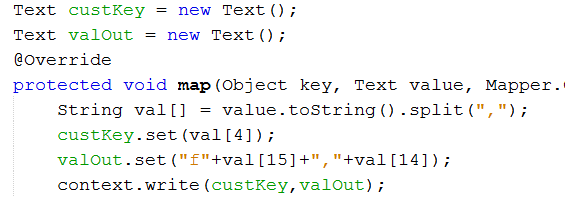 Text custKey = new Text();
Text valOut = new Text();
@Override
protected void map(Object key, Text value, Mapper.
String val[] = value.toString().split(",");
custKey.set(val[4]);
valOut.set("f"+val[15]+","+val[14]);
context.write(custKey,valOut);